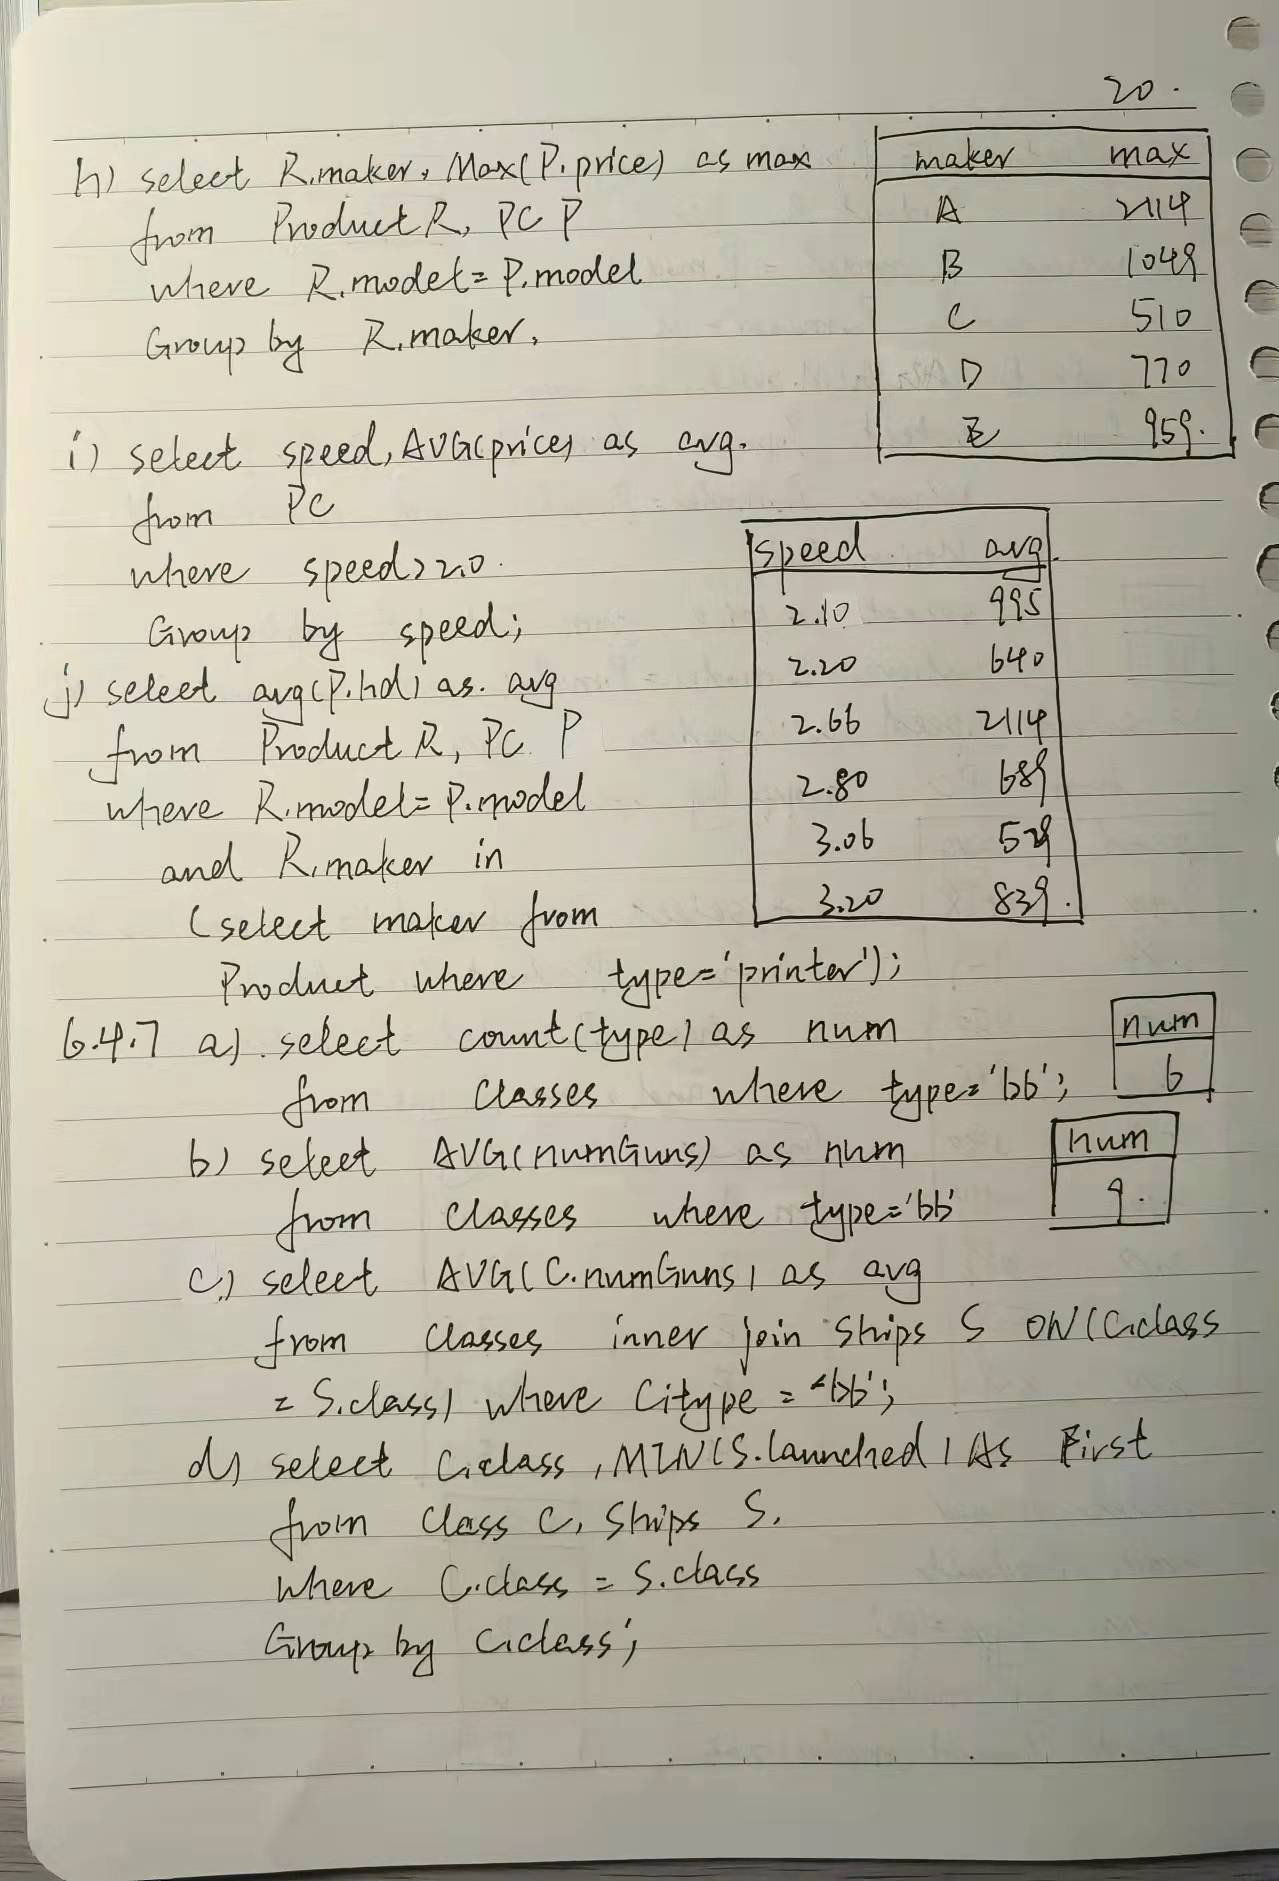 20.
h) select R.maker, Max(P.price) as max
from Product R, PC P
where R.model = P.model
Group by R.maker,
maker max
A 2114
B 1049
C 510
D 770
E 959.
i) select speed, AVG(price) as avg.
from PC
where speed>2.0.
Group by speed;
speed avg
2.10 995
2.20 640
2.66 2114
2.80 689
3.06 529
3.20 839.
j) select avg(P.hd) as. avg
from Product R, PC P
where R.model = P.model
and R.maker in
(select maker from
Product where type='printer');
6.4.7 a). select count(type) as num
from Classes where type='bb';
num
6
b) select AVG(numGuns) as num
from Classes where type='bb'
num
9.
c.) select AVG(C.numGuns) as avg
from Classes inner join Ships S ON(C.class
= S.class) where C.type = 'bb';
d) select C.class, MIN(S.launched) As First
from Class C, Ships S,
where C.class = S.class
Group by C.class;